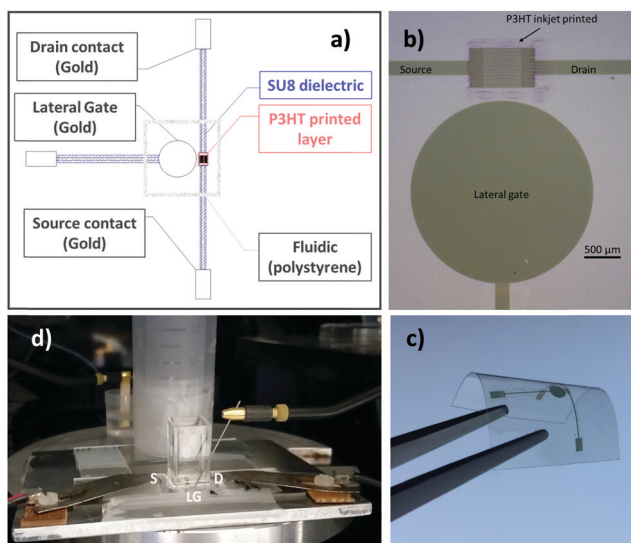 a)
Drain contact
(Gold)
SU8 dielectric
Lateral Gate
(Gold)
P3HT printed
layer
Source contact
(Gold)
Fluidic
(polystyrene)
b)
P3HT inkjet printed
Source
Drain
Lateral gate
500 µm
d)
S
D
LG
c)